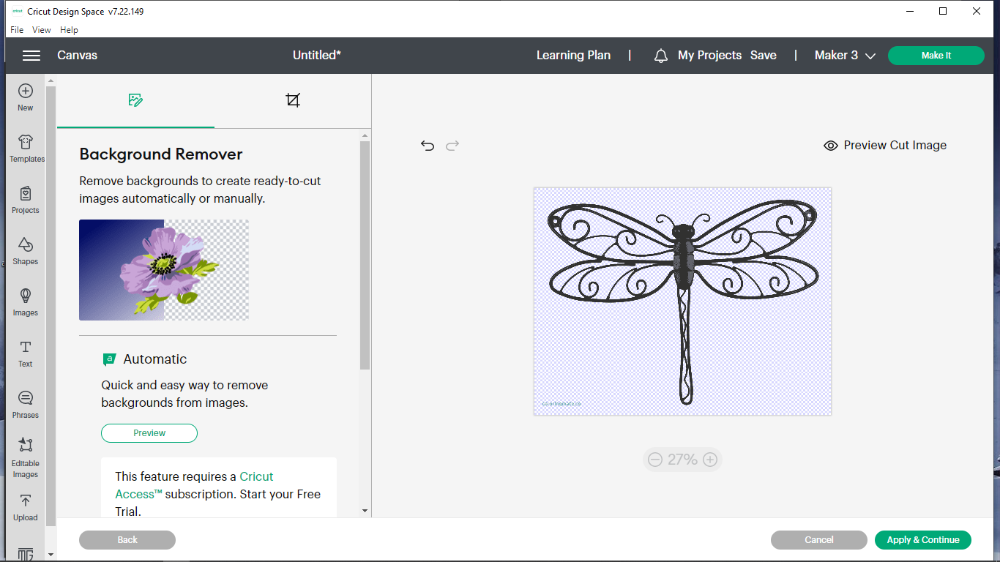 cricut Cricut Design Space v7.22.149
File View Help
Canvas Untitled* Learning Plan | My Projects Save | Maker 3 Make It
New
Templates
Projects
Shapes
Images
Text
Phrases
Editable
Images
Upload
Background Remover
Remove backgrounds to create ready-to-cut
images automatically or manually.
a Automatic
Quick and easy way to remove
backgrounds from images.
Preview
This feature requires a Cricut
Access™ subscription. Start your Free
Trial.
Back
Preview Cut Image
27%
Cancel Apply & Continue